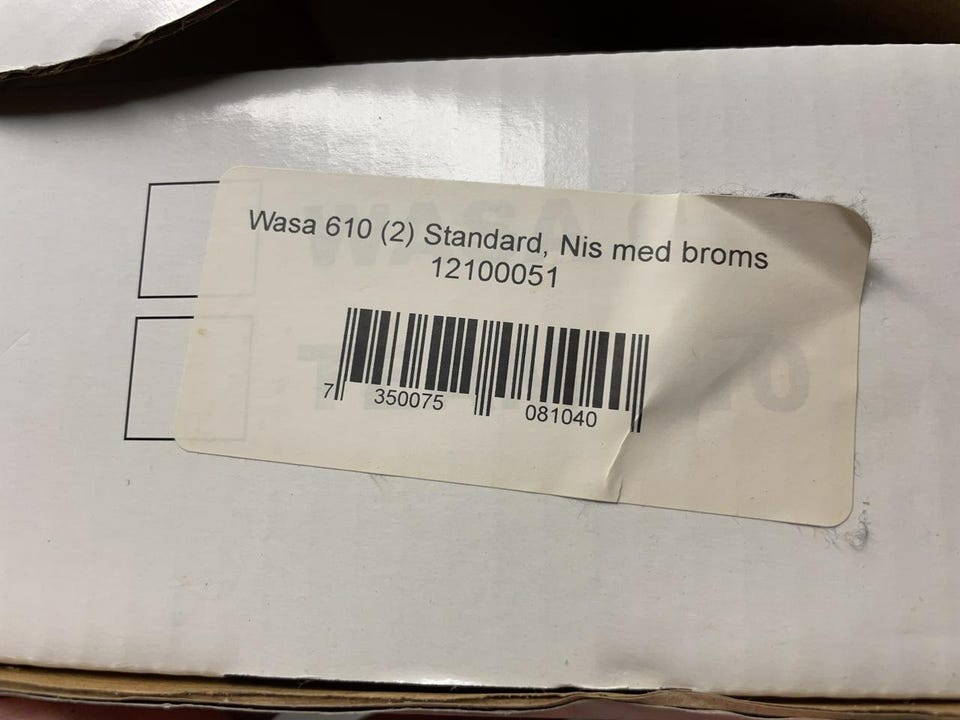 Wasa 610 (2) Standard, Nis med broms
12100051
7 350075 081040